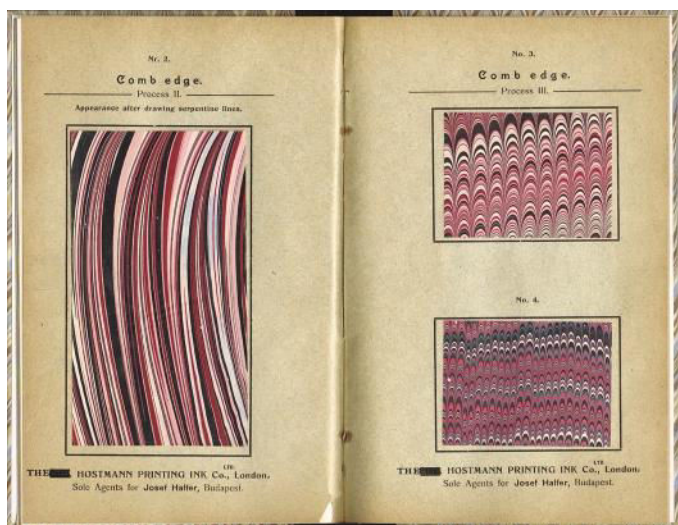 Nr. 2.
Comb edge.
Process II.
Appearance after drawing serpentine lines.
THE HOSTMANN PRINTING INK Co., LTD. London.
Sole Agents for Josef Halfer, Budapest.
No. 3.
Comb edge.
Process III.
No. 4.
THE HOSTMANN PRINTING INK Co., LTD. London.
Sole Agents for Josef Halfer, Budapest.